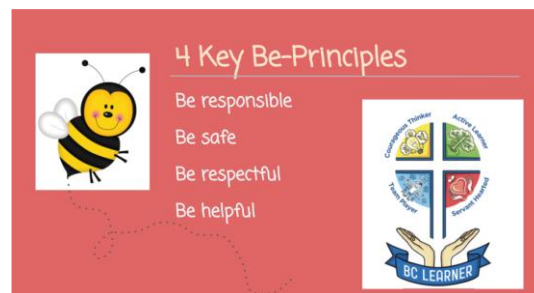 4 Key Be-Principles
Be responsible
Be safe
Be respectful
Be helpful
Courageous Thinker
Active Learner
Team Player
Servant Hearted
BC LEARNER